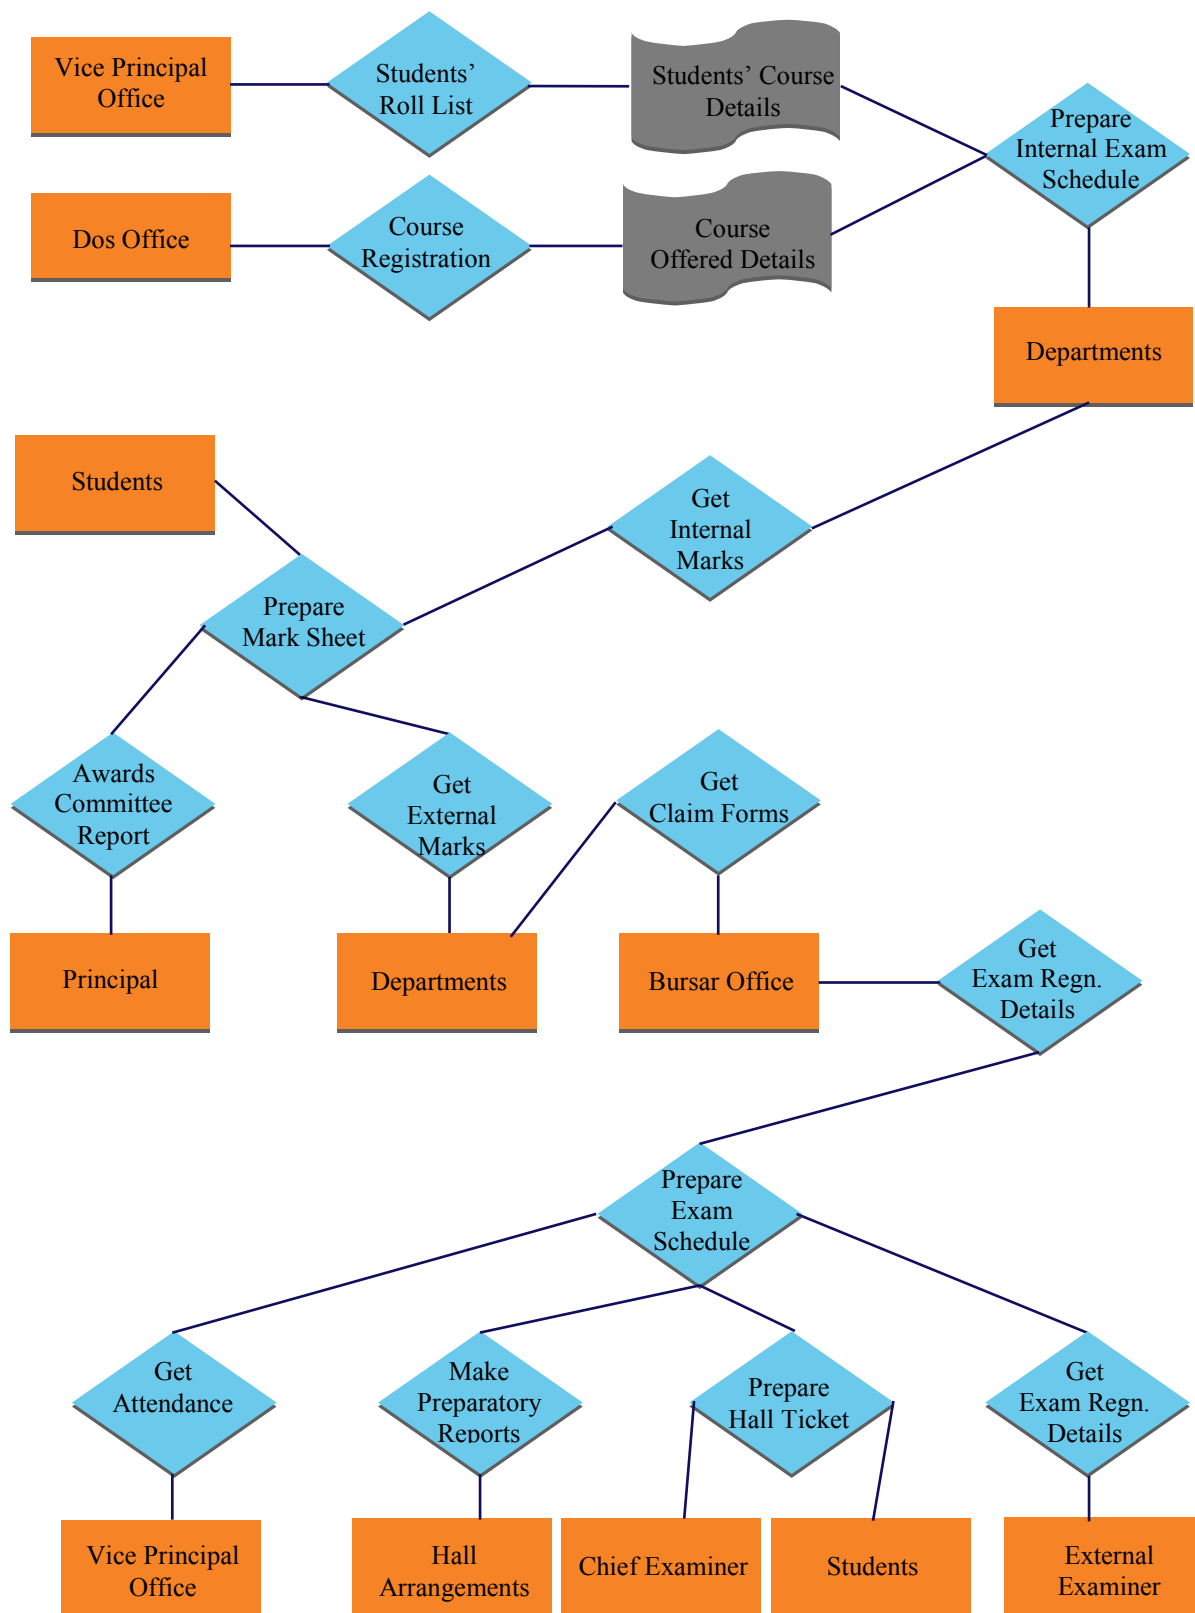 Vice Principal
Office
Students’
Roll List
Students’ Course
Details
Prepare
Internal Exam
Schedule
Dos Office
Course
Registration
Course
Offered Details
Departments
Students
Get
Internal
Marks
Prepare
Mark Sheet
Awards
Committee
Report
Get
External
Marks
Get
Claim Forms
Principal
Departments
Bursar Office
Get
Exam Regn.
Details
Prepare
Exam
Schedule
Get
Attendance
Make
Preparatory
Reports
Prepare
Hall Ticket
Get
Exam Regn.
Details
Vice Principal
Office
Hall
Arrangements
Chief Examiner
Students
External
Examiner